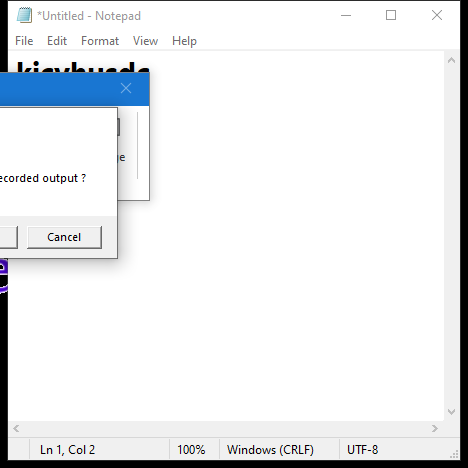 *Untitled - Notepad
File Edit Format View Help
ecorded output ?
Cancel
Ln 1, Col 2 100% Windows (CRLF) UTF-8